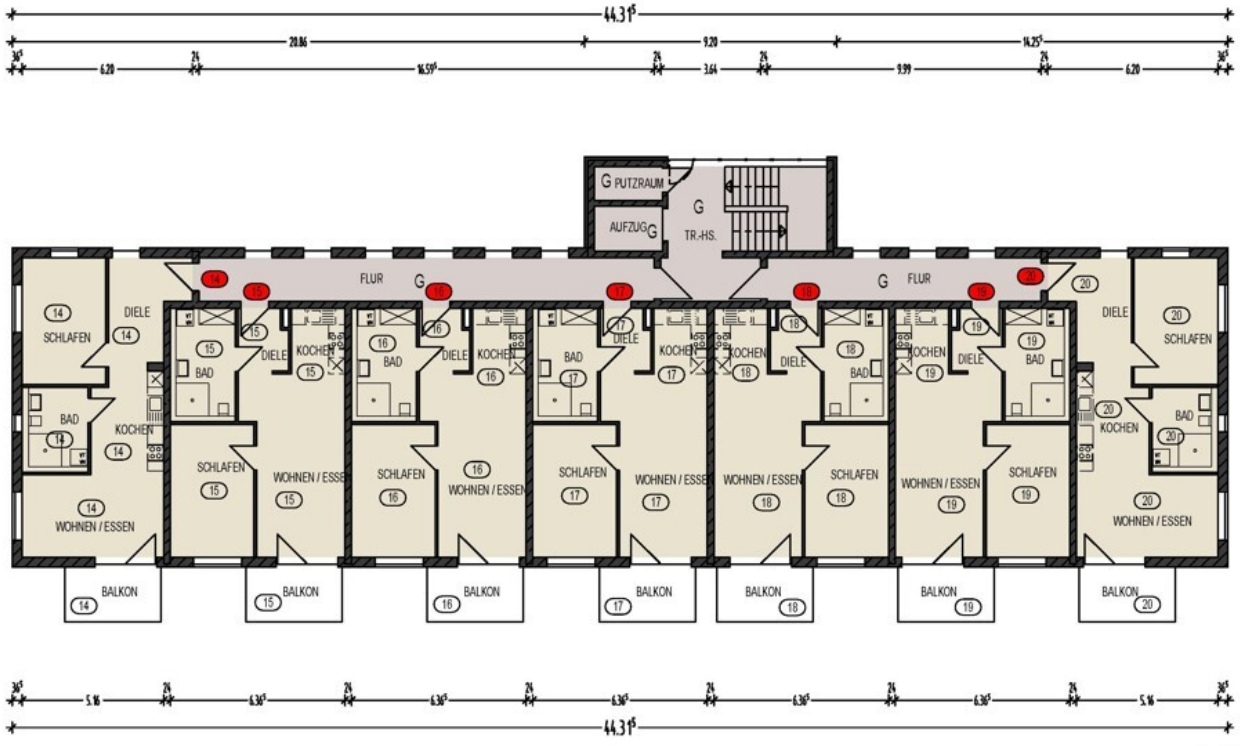 44.31⁵
20.86 9.20 14.25⁵
36⁵ 6.20 24 16.59⁵ 24 3.64 24 9.99 24 6.20 36⁵
G PUTZRAUM
AUFZUG G
G
TR.-HS.
14 FLUR G G FLUR 20
15 16 17 18 19
14
SCHLAFEN
DIELE
14
BAD
14
KOCHEN
14
14
WOHNEN / ESSEN
15
15
BAD
DIELE
KOCHEN
15
SCHLAFEN
15
WOHNEN / ESSEN
15
16
16
BAD
DIELE
KOCHEN
16
SCHLAFEN
16
16
WOHNEN / ESSEN
17
DIELE
BAD
17
KOCHEN
17
SCHLAFEN
17
WOHNEN / ESSEN
17
18
KOCHEN
18
DIELE
18
BAD
WOHNEN / ESSEN
18
SCHLAFEN
18
19
KOCHEN
19
DIELE
19
BAD
WOHNEN / ESSEN
19
SCHLAFEN
19
20
DIELE
20
SCHLAFEN
20
KOCHEN
BAD
20
20
WOHNEN / ESSEN
14 BALKON
15 BALKON
16 BALKON
17 BALKON
BALKON 18
BALKON 19
BALKON 20
36⁵ 5.16 24 6.36⁵ 24 6.36⁵ 24 6.36⁵ 24 6.36⁵ 24 6.36⁵ 24 5.16 36⁵
44.31⁵